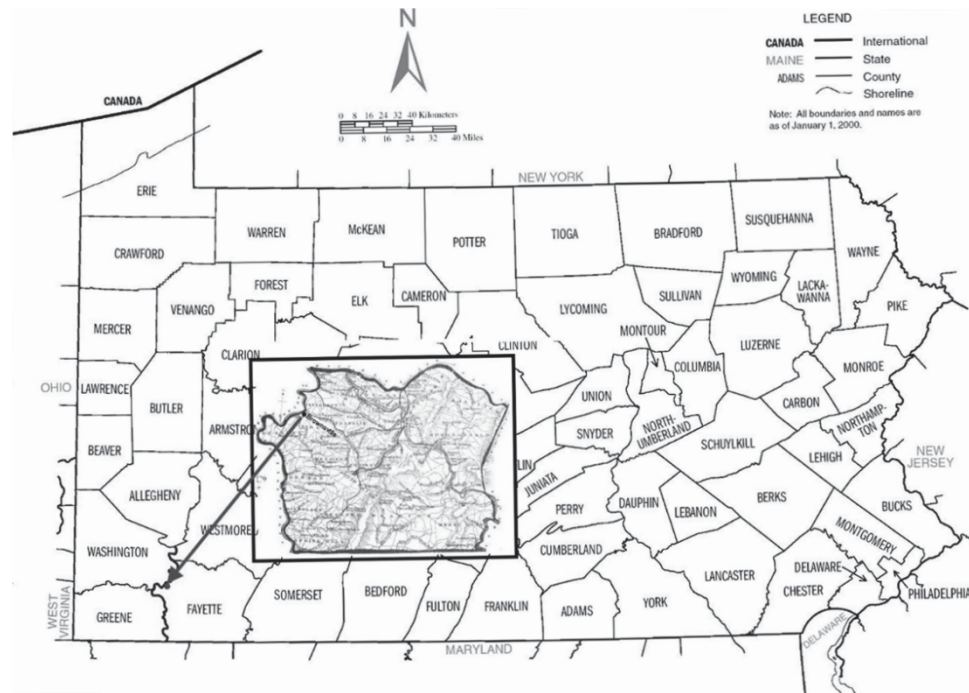 N
LEGEND
CANADA International
MAINE State
ADAMS County
Shoreline
Note: All boundaries and names are
as of January 1, 2000.
0 8 16 24 32 40 Kilometers
0 8 16 24 32 40 Miles
CANADA
NEW YORK
ERIE
CRAWFORD
WARREN
McKEAN
POTTER
TIOGA
BRADFORD
SUSQUEHANNA
WAYNE
FOREST
VENANGO
ELK
CAMERON
LYCOMING
SULLIVAN
WYOMING
LACKA-
WANNA
PIKE
MERCER
CLARION
CLINTON
MONTOUR
COLUMBIA
LUZERNE
MONROE
OHIO
LAWRENCE
BUTLER
ARMSTRON
UNION
CARBON
SNYDER
NORTH-
UMBERLAND
SCHUYLKILL
NORTHAMP-
TON
BEAVER
LIN
JUNIATA
LEHIGH
NEW
JERSEY
ALLEGHENY
WESTMOREL
PERRY
DAUPHIN
LEBANON
BERKS
BUCKS
WASHINGTON
CUMBERLAND
MONTGOMERY
LANCASTER
DELAWARE
CHESTER
PHILADELPHIA
WEST
VIRGINIA
GREENE
FAYETTE
SOMERSET
BEDFORD
FULTON
FRANKLIN
ADAMS
YORK
MARYLAND
DELAWARE